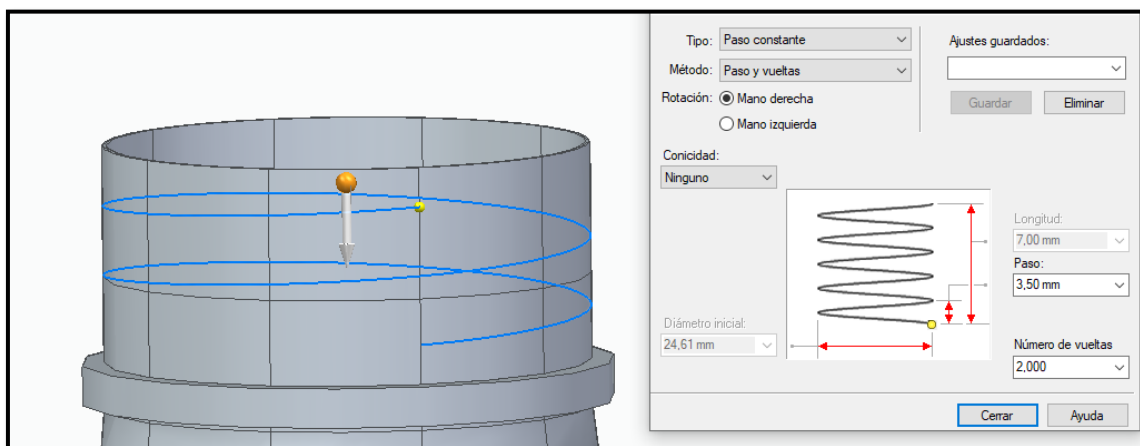 Tipo: Paso constante
Ajustes guardados:
Método: Paso y vueltas
Rotación: Mano derecha
Guardar Eliminar
Mano izquierda
Conicidad:
Ninguno
Longitud:
7,00 mm
Paso:
3,50 mm
Diámetro inicial:
24,61 mm
Número de vueltas
2,000
Cerrar Ayuda